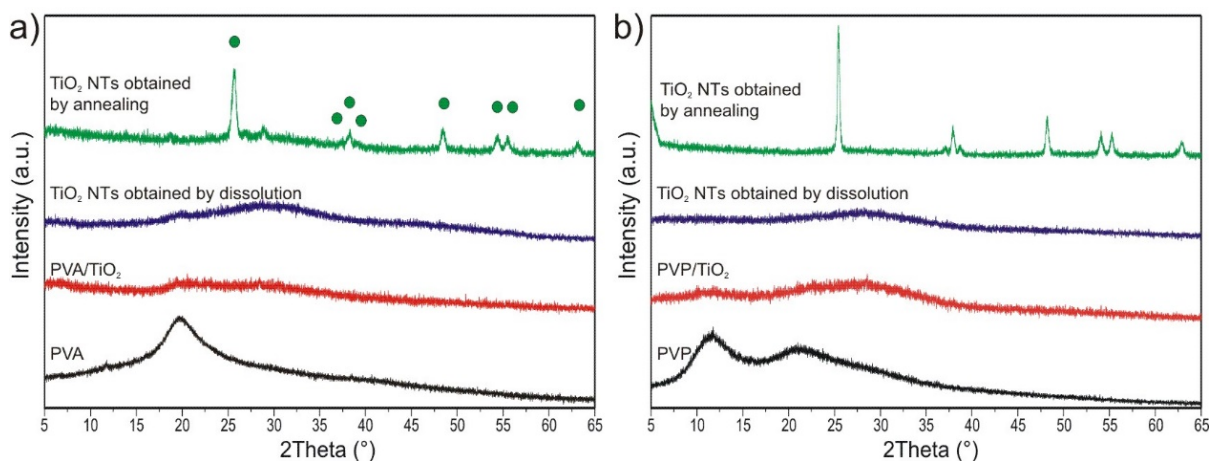 a)
Intensity (a.u.)
TiO₂ NTs obtained
by annealing
TiO₂ NTs obtained by dissolution
PVA/TiO₂
PVA
5 10 15 20 25 30 35 40 45 50 55 60 65
2Theta (°)
b)
Intensity (a.u.)
TiO₂ NTs obtained
by annealing
TiO₂ NTs obtained by dissolution
PVP/TiO₂
PVP
5 10 15 20 25 30 35 40 45 50 55 60 65
2Theta (°)